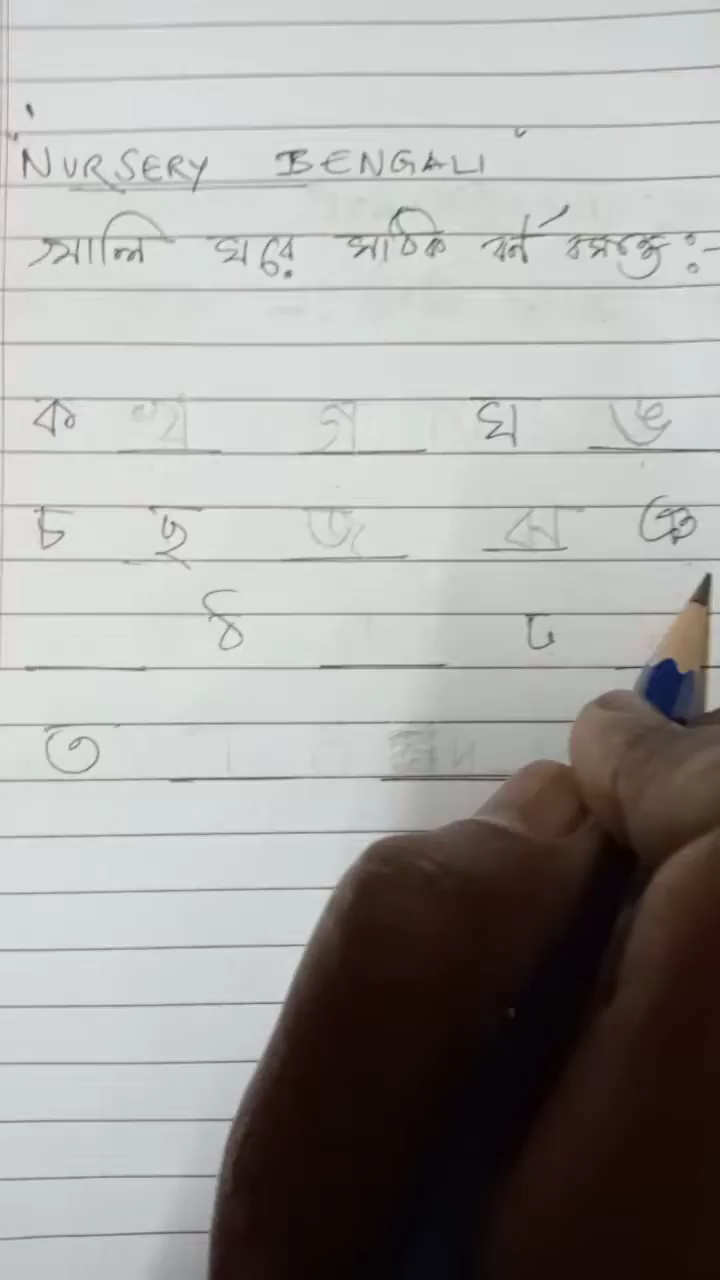 NURSERY BENGALI
খালি ঘরে সঠিক বর্ন বসাও :-
ক খ গ ঘ ঙ
চ ছ জ ঝ ঞ
ঠ ঢ
ত